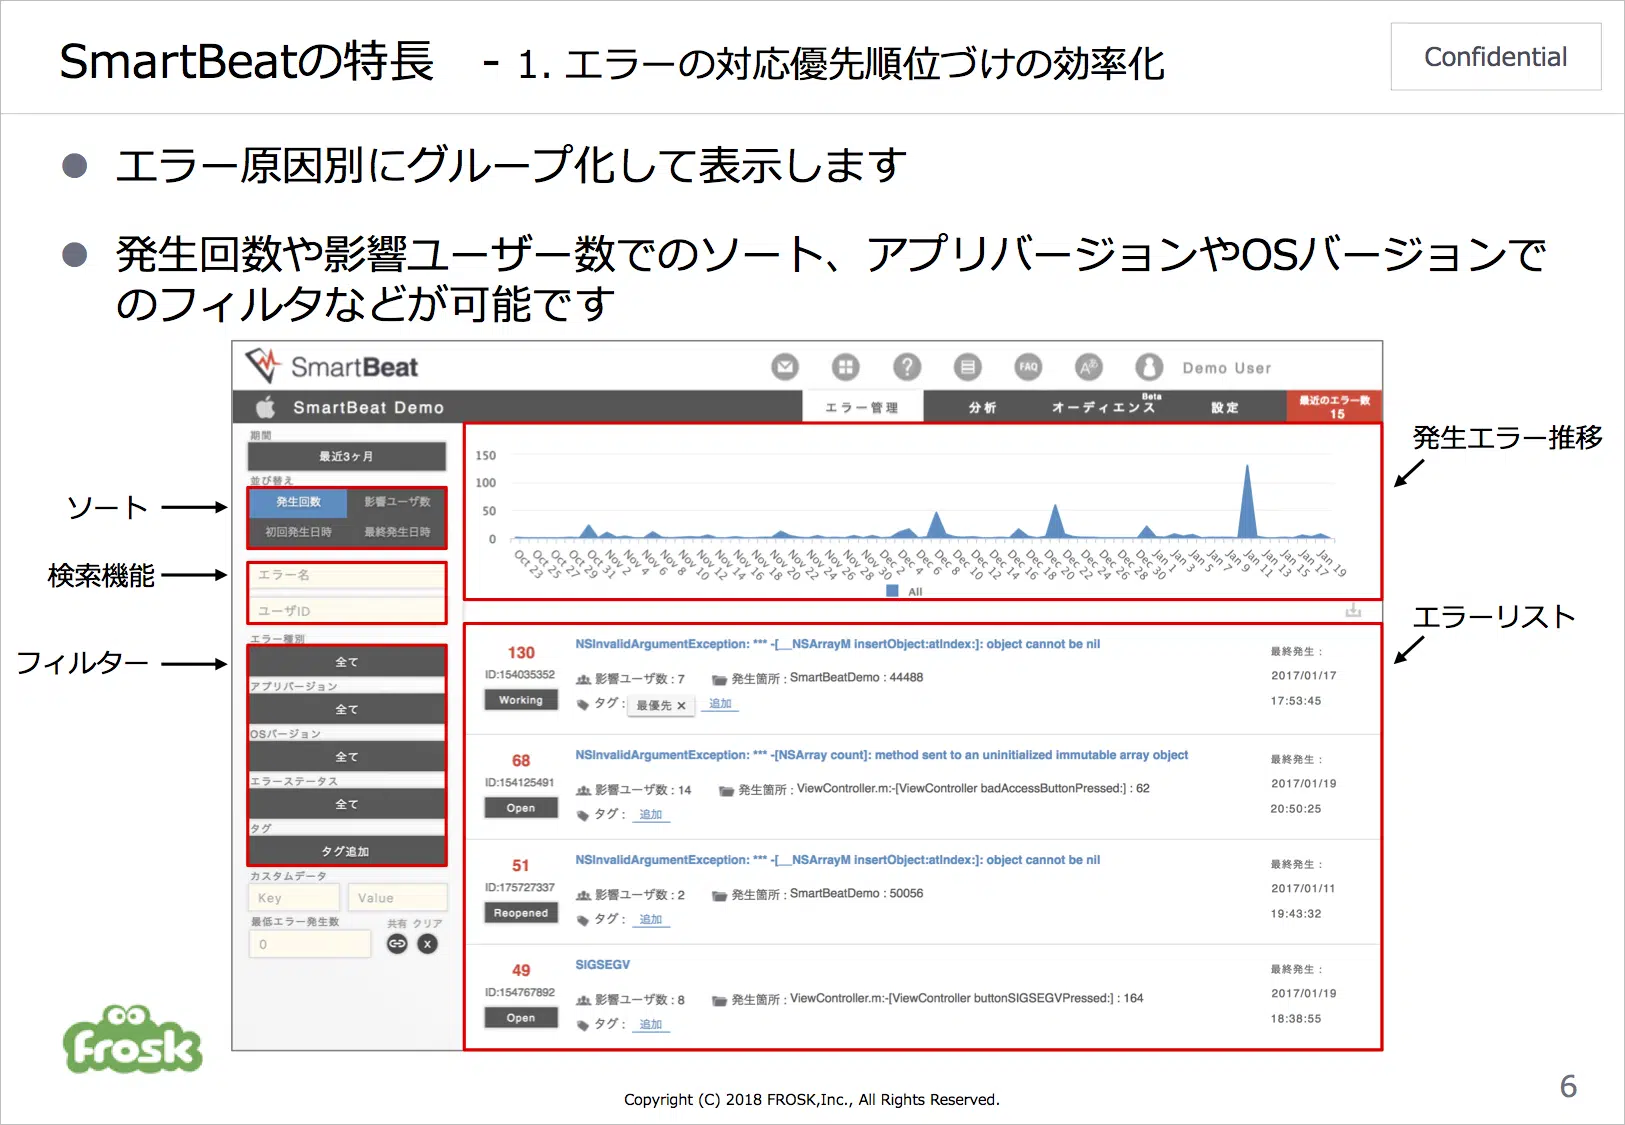 SmartBeatの特長 - 1. エラーの対応優先順位づけの効率化
Confidential
● エラー原因別にグループ化して表示します
● 発生回数や影響ユーザー数でのソート、アプリバージョンやOSバージョンで
のフィルタなどが可能です
SmartBeat
FAQ
Demo User
SmartBeat Demo
エラー管理
分析
オーディエンス Beta
設定
最近のエラー数
15
期間
最近3ヶ月
並び替え
発生回数 影響ユーザ数
初回発生日時 最終発生日時
ソート
検索機能
エラー名
ユーザID
フィルター
エラー種別
全て
アプリバージョン
全て
OSバージョン
全て
エラーステータス
全て
タグ
タグ追加
カスタムデータ
Key Value
最低エラー発生数 共有 クリア
0 x
発生エラー推移
150
100
50
0
Oct 23 Oct 25 Oct 27 Oct 29 Oct 31 Nov 2 Nov 4 Nov 6 Nov 8 Nov 10 Nov 12 Nov 14 Nov 16 Nov 18 Nov 20 Nov 22 Nov 24 Nov 26 Nov 28 Nov 30 Dec 2 Dec 4 Dec 6 Dec 8 Dec 10 Dec 12 Dec 14 Dec 16 Dec 18 Dec 20 Dec 22 Dec 24 Dec 26 Dec 28 Dec 30 Jan 1 Jan 3 Jan 5 Jan 7 Jan 9 Jan 11 Jan 13 Jan 15 Jan 17 Jan 19
All
エラーリスト
130
ID:154035352
Working
NSInvalidArgumentException: *** -[__NSArrayM insertObject:atIndex:]: object cannot be nil
影響ユーザ数 : 7 発生箇所 : SmartBeatDemo : 44488
タグ : 最優先 × 追加
最終発生 :
2017/01/17
17:53:45
68
ID:154125491
Open
NSInvalidArgumentException: *** -[NSArray count]: method sent to an uninitialized immutable array object
影響ユーザ数 : 14 発生箇所 : ViewController.m:-[ViewController badAccessButtonPressed:] : 62
タグ : 追加
最終発生 :
2017/01/19
20:50:25
51
ID:175727337
Reopened
NSInvalidArgumentException: *** -[__NSArrayM insertObject:atIndex:]: object cannot be nil
影響ユーザ数 : 2 発生箇所 : SmartBeatDemo : 50056
タグ : 追加
最終発生 :
2017/01/11
19:43:32
49
ID:154767892
Open
SIGSEGV
影響ユーザ数 : 8 発生箇所 : ViewController.m:-[ViewController buttonSIGSEGVPressed:] : 164
タグ : 追加
最終発生 :
2017/01/19
18:38:55
frosk
Copyright (C) 2018 FROSK,Inc., All Rights Reserved.
6